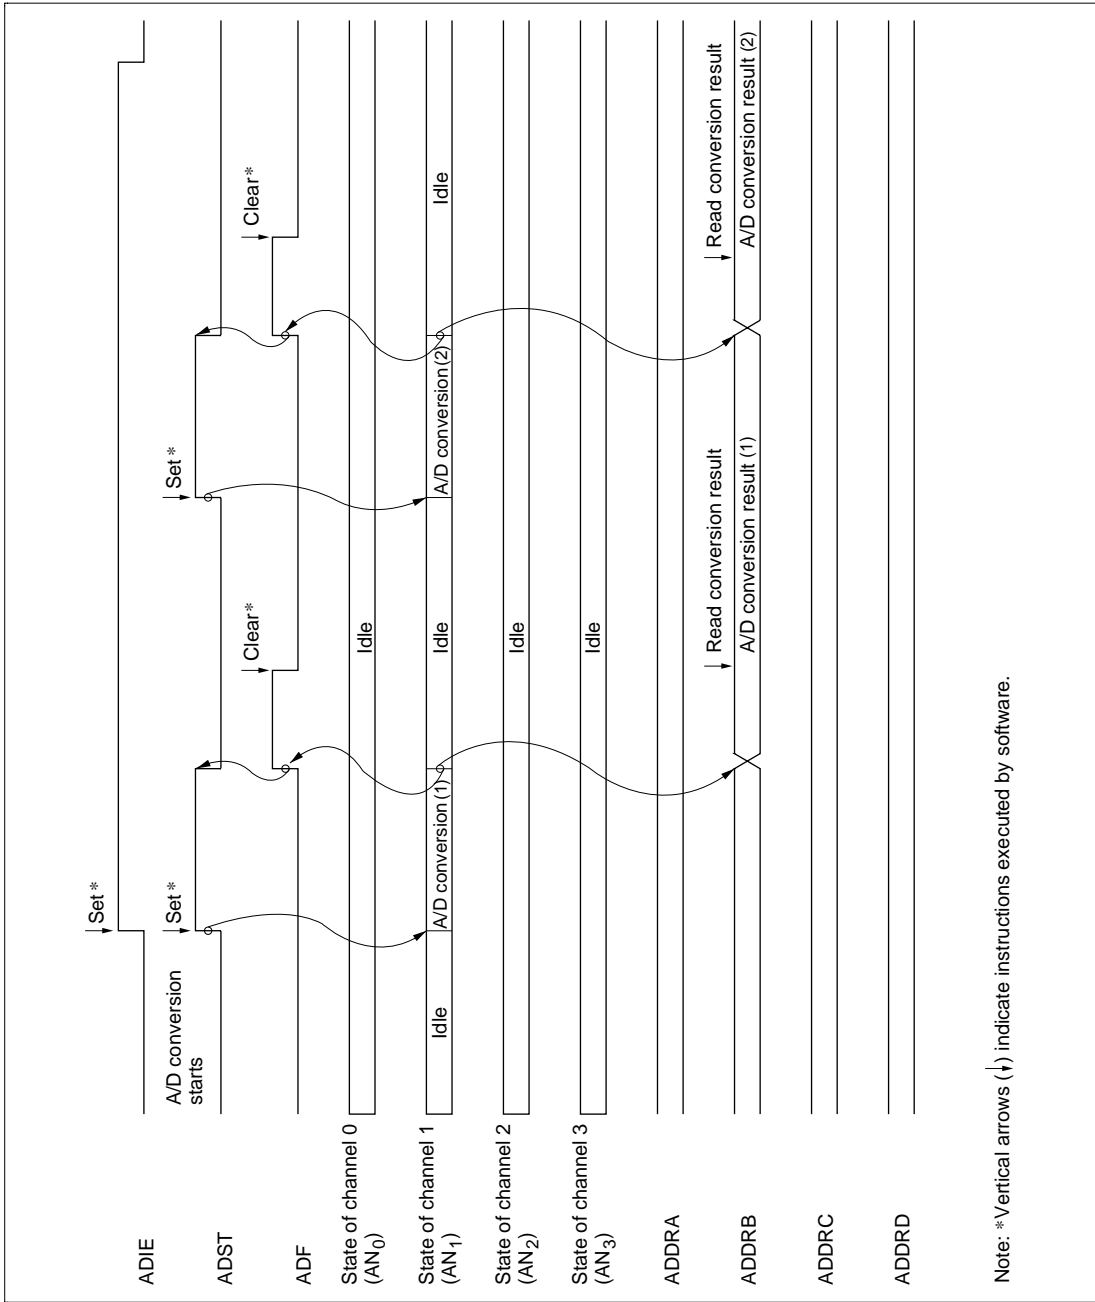 ADIE
Set *
ADST
A/D conversion
starts
Set *
Set *
ADF
Clear*
Clear*
State of channel 0
(AN0)
Idle
State of channel 1
(AN1)
Idle
A/D conversion (1)
Idle
A/D conversion (2)
Idle
State of channel 2
(AN2)
Idle
State of channel 3
(AN3)
Idle
ADDRA
Read conversion result
Read conversion result
ADDRB
A/D conversion result (1)
A/D conversion result (2)
ADDRC
ADDRD
Note: * Vertical arrows (↓) indicate instructions executed by software.